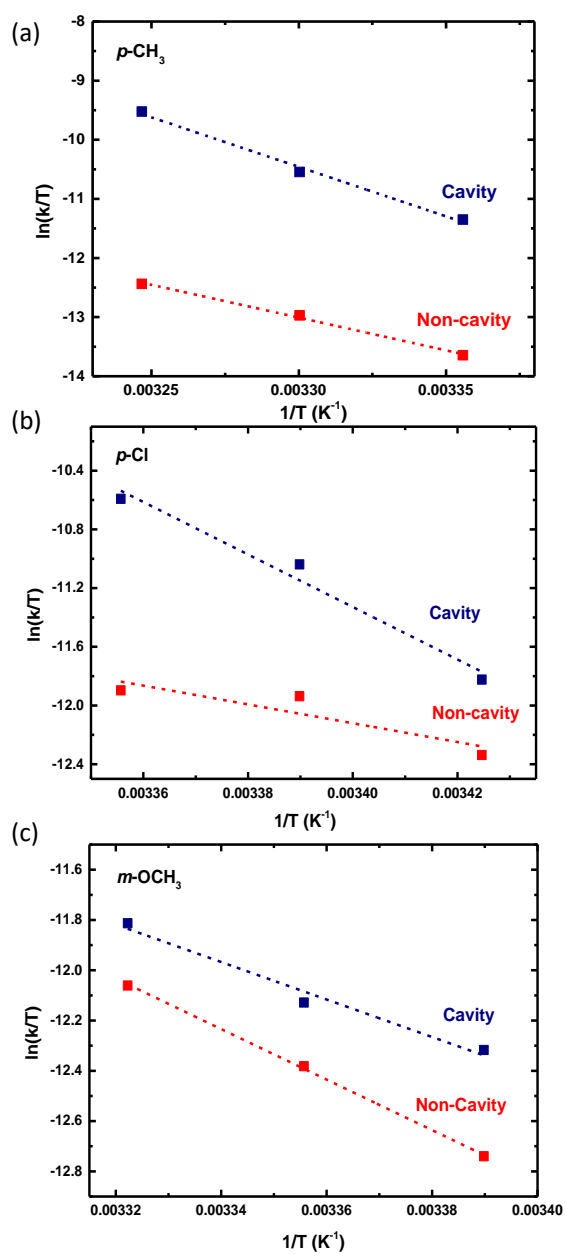 (a)
p-CH₃
-8
-9
-10
-11
-12
-13
-14
ln(k/T)
Cavity
Non-cavity
0.00325
0.00330
0.00335
1/T (K⁻¹)
(b)
p-Cl
-10.4
-10.8
-11.2
-11.6
-12.0
-12.4
ln(k/T)
Cavity
Non-cavity
0.00336
0.00338
0.00340
0.00342
1/T (K⁻¹)
(c)
m-OCH₃
-11.6
-11.8
-12.0
-12.2
-12.4
-12.6
-12.8
ln(k/T)
Cavity
Non-Cavity
0.00332
0.00334
0.00336
0.00338
0.00340
1/T (K⁻¹)